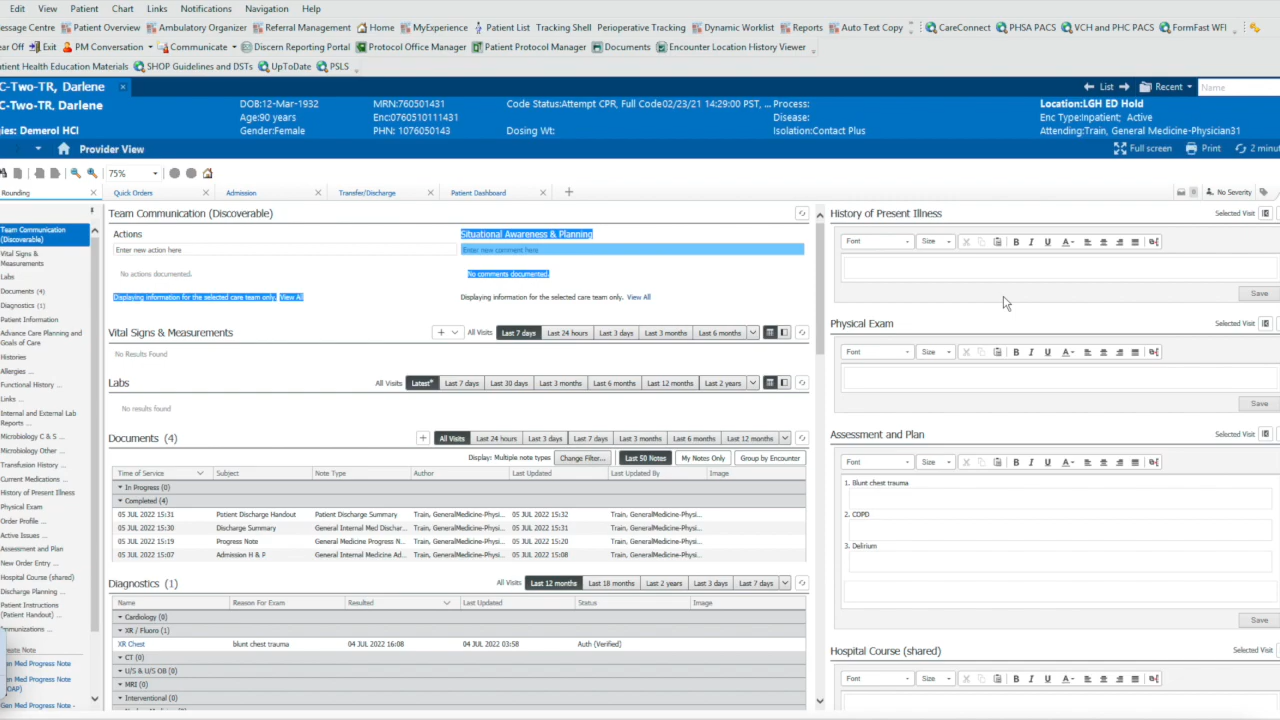 Edit View Patient Chart Links Notifications Navigation Help
essage Centre Patient Overview Ambulatory Organizer Referral Management Home MyExperience Patient List Tracking Shell Perioperative Tracking Dynamic Worklist Reports Auto Text Copy CareConnect PHSA PACS VCH and PHC PACS FormFast WFI
ear Off Exit PM Conversation Communicate Discern Reporting Portal Protocol Office Manager Patient Protocol Manager Documents Encounter Location History Viewer
atient Health Education Materials SHOP Guidelines and DSTs UpToDate PSLS
C-Two-TR, Darlene List Recent Name
C-Two-TR, Darlene DOB:12-Mar-1932 MRN:760501431 Code Status:Attempt CPR, Full Code02/23/21 14:29:00 PST, ... Process: Location:LGH ED Hold
Age:90 years Enc:0760510111431 Disease: Enc Type:Inpatient; Active
gies: Demerol HCl Gender:Female PHN: 1076050143 Dosing Wt: Isolation:Contact Plus Attending:Train, General Medicine-Physician31
Provider View Full screen Print 2 minut
75%
Rounding Quick Orders Admission Transfer/Discharge Patient Dashboard No Severity
Team Communication (Discoverable)
Vital Signs & Measurements
Labs
Documents (4)
Diagnostics (1)
Patient Information
Advance Care Planning and Goals of Care
Histories
Allergies ...
Functional History ...
Links ...
Internal and External Lab Reports ...
Microbiology C & S ...
Microbiology Other ...
Transfusion History ...
Current Medications ...
History of Present Illness
Physical Exam
Order Profile ...
Active Issues ...
Assessment and Plan
New Order Entry ...
Hospital Course (shared)
Discharge Planning ...
Patient Instructions (Patient Handout) ...
mmunizations ...
reate Note
Gen Med Progress Note
Gen Med Progress Note
SOAP)
Gen Med Progress Note -
Team Communication (Discoverable)
Actions Situational Awareness & Planning
Enter new action here Enter new comment here
No actions documented. No comments documented.
Displaying information for the selected care team only. View All Displaying information for the selected care team only. View All
Vital Signs & Measurements All Visits Last 7 days Last 24 hours Last 3 days Last 3 months Last 6 months
No Results Found
Labs All Visits Latest* Last 7 days Last 30 days Last 3 months Last 6 months Last 12 months Last 2 years
No results found
Documents (4) All Visits Last 24 hours Last 3 days Last 7 days Last 3 months Last 6 months Last 12 months
Display: Multiple note types Change Filter... Last 50 Notes My Notes Only Group by Encounter
Time of Service Subject Note Type Author Last Updated Last Updated By Image
In Progress (0)
Completed (4)
05 JUL 2022 15:31 Patient Discharge Handout Patient Discharge Summary Train, GeneralMedicine-Physi... 05 JUL 2022 15:32 Train, GeneralMedicine-Physi...
05 JUL 2022 15:30 Discharge Summary General Internal Med Dischar... Train, GeneralMedicine-Physi... 05 JUL 2022 15:31 Train, GeneralMedicine-Physi...
05 JUL 2022 15:19 Progress Note General Medicine Progress N... Train, GeneralMedicine-Physi... 05 JUL 2022 15:20 Train, GeneralMedicine-Physi...
05 JUL 2022 15:07 Admission H & P General Internal Medicine Ad... Train, GeneralMedicine-Physi... 05 JUL 2022 15:08 Train, GeneralMedicine-Physi...
Diagnostics (1) All Visits Last 12 months Last 18 months Last 2 years Last 3 days Last 7 days
Name Reason For Exam Resulted Last Updated Status Image
Cardiology (0)
XR / Fluoro (1)
XR Chest blunt chest trauma 04 JUL 2022 16:08 04 JUL 2022 03:58 Auth (Verified)
CT (0)
U/S & U/S OB (0)
MRI (0)
Interventional (0)
History of Present Illness Selected Visit
Font Size B I U A
Save
Physical Exam Selected Visit
Font Size B I U A
Save
Assessment and Plan Selected Visit
Font Size B I U A
1. Blunt chest trauma
2. COPD
3. Delirium
Save
Hospital Course (shared) Selected Visit
Font Size B I U A